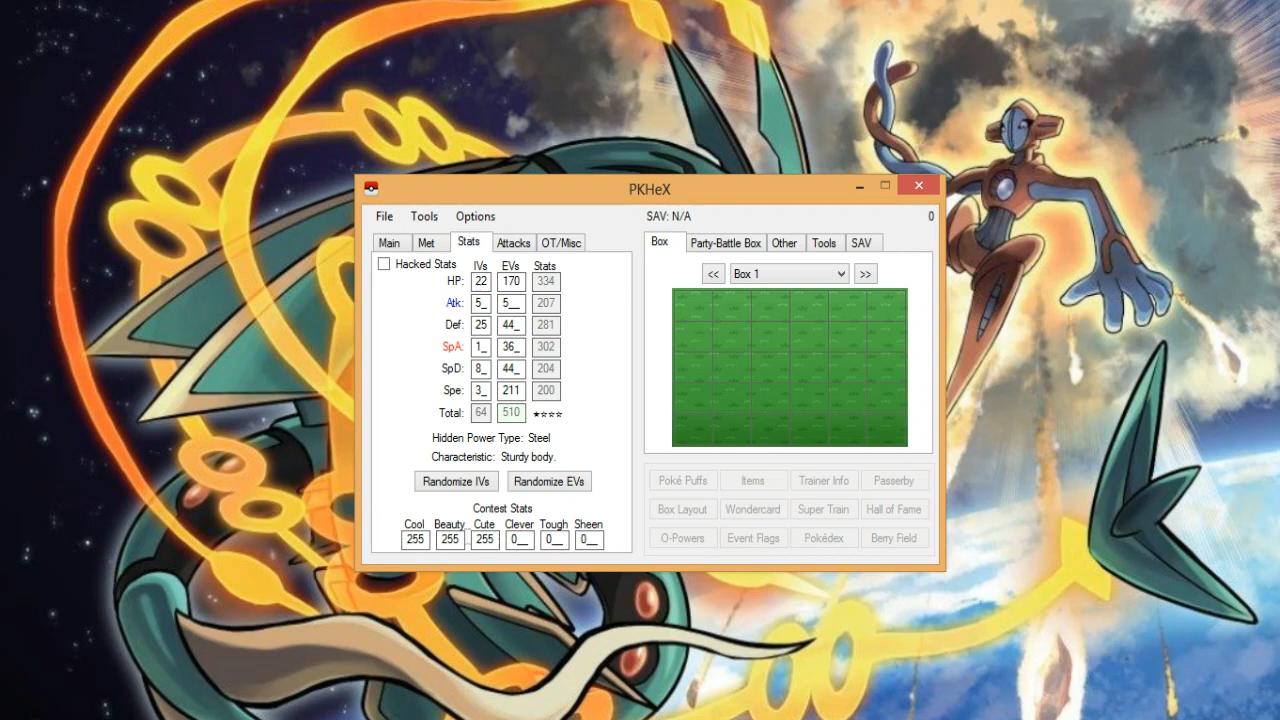 PKHeX
File Tools Options
SAV: N/A 0
Main Met Stats Attacks OT/Misc
Hacked Stats IVs EVs Stats
HP: 22 170 334
Atk: 5_ 5__ 207
Def: 25 44_ 281
SpA: 1_ 36_ 302
SpD: 8_ 44_ 204
Spe: 3_ 211 200
Total: 64 510 ★☆☆☆
Hidden Power Type: Steel
Characteristic: Sturdy body.
Randomize IVs Randomize EVs
Contest Stats
Cool Beauty Cute Clever Tough Sheen
255 255 255 0__ 0__ 0__
Box Party-Battle Box Other Tools SAV
<< Box 1 >>
Poké Puffs Items Trainer Info Passerby
Box Layout Wondercard Super Train Hall of Fame
O-Powers Event Flags Pokédex Berry Field